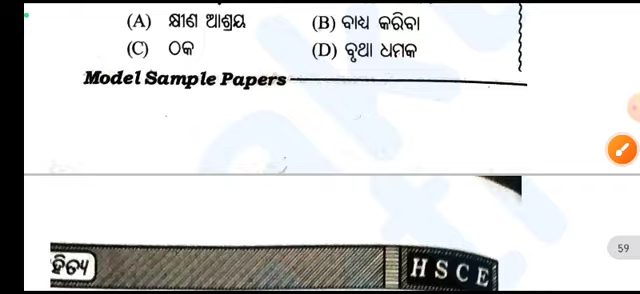 (A) କ୍ଷୀଣ ଆଶ୍ରୟ (B) ବାଧ୍ୟ କରିବା
(C) ଠକ (D) ବୃଥା ଧମକ
Model Sample Papers
59
ହିତ୍ୟ HSCE